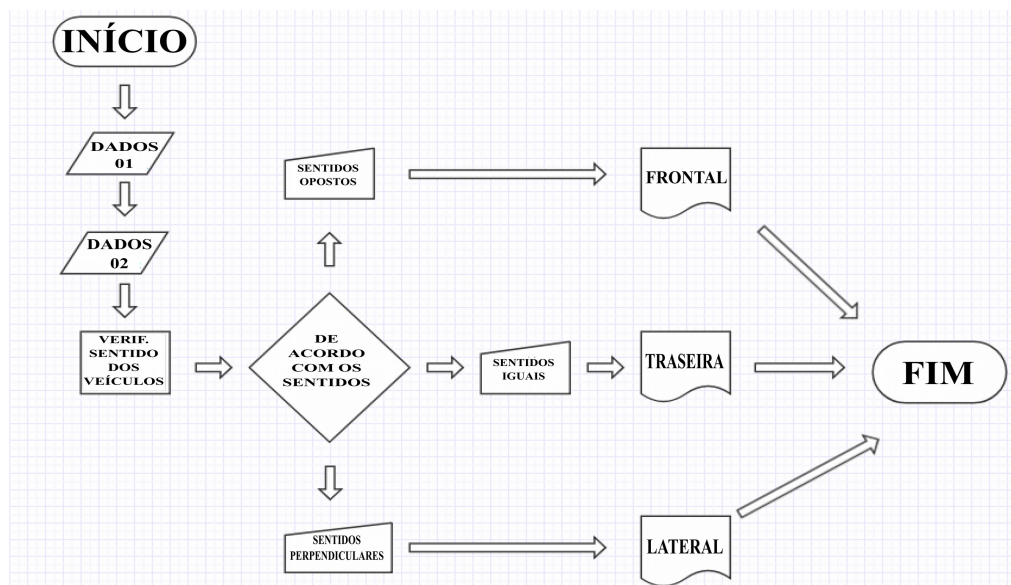 INÍCIO
DADOS
01
DADOS
02
VERIF.
SENTIDO
DOS
VEÍCULOS
DE
ACORDO
COM OS
SENTIDOS
SENTIDOS
OPOSTOS
FRONTAL
SENTIDOS
IGUAIS
TRASEIRA
SENTIDOS
PERPENDICULARES
LATERAL
FIM